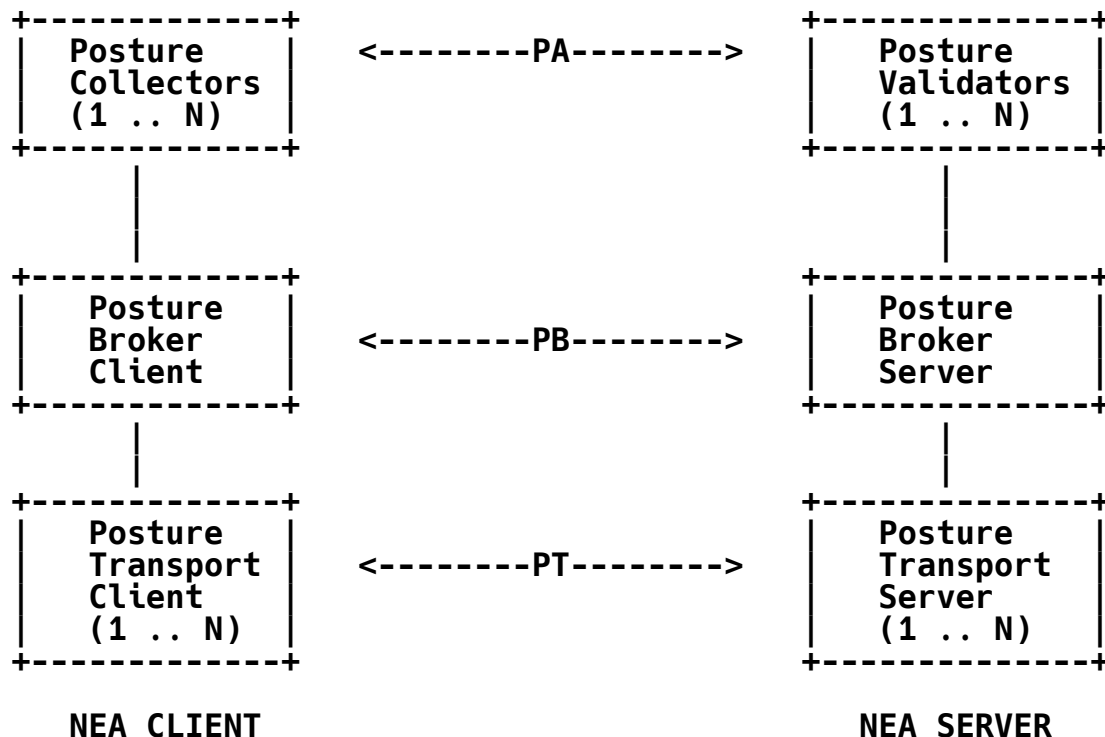 +-------------+                          +--------------+
|  Posture    |   <--------PA-------->   |   Posture    |
|  Collectors |                          |   Validators |
|  (1 .. N)   |                          |   (1 .. N)   |
+-------------+                          +--------------+
      |                                         |
      |                                         |
      |                                         |
+-------------+                          +--------------+
|   Posture   |                          |   Posture    |
|   Broker    |   <--------PB-------->   |   Broker     |
|   Client    |                          |   Server     |
+-------------+                          +--------------+
      |                                         |
      |                                         |
+-------------+                          +--------------+
|   Posture   |                          |   Posture    |
|   Transport |   <--------PT-------->   |   Transport  |
|   Client    |                          |   Server     |
|   (1 .. N)  |                          |   (1 .. N)   |
+-------------+                          +--------------+
   NEA CLIENT                                NEA SERVER